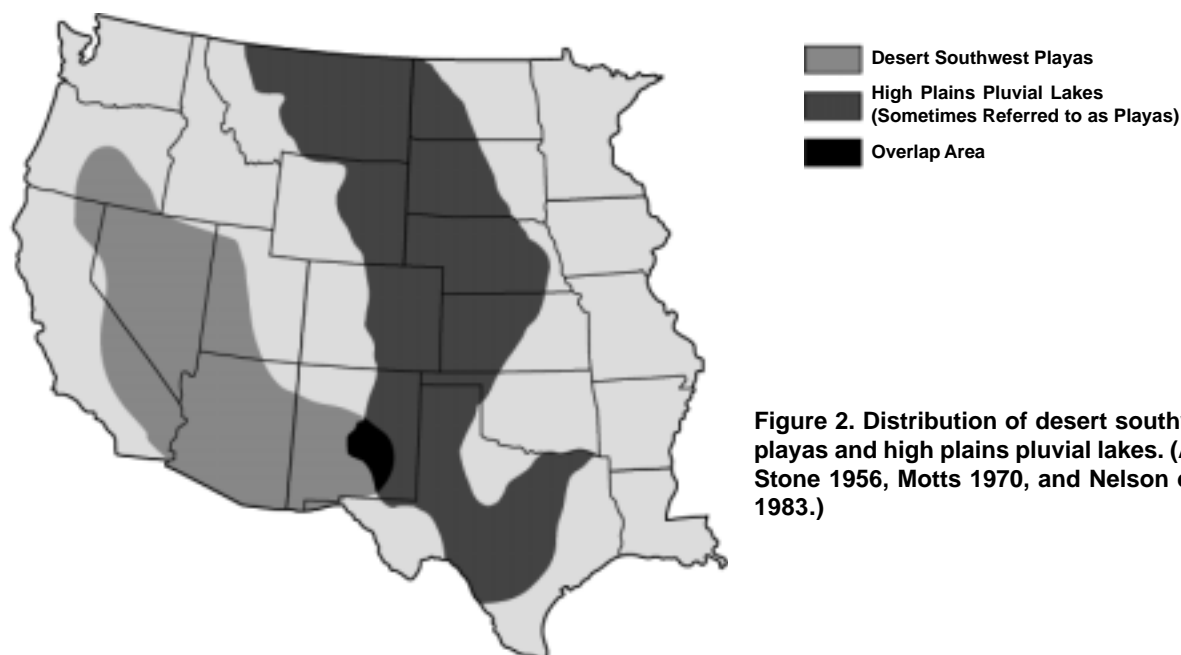 Desert Southwest Playas
High Plains Pluvial Lakes
(Sometimes Referred to as Playas)
Overlap Area
Figure 2. Distribution of desert
playas and high plains pluvial lakes.
Stone 1956, Motts 1970, and Nelson
1983.)